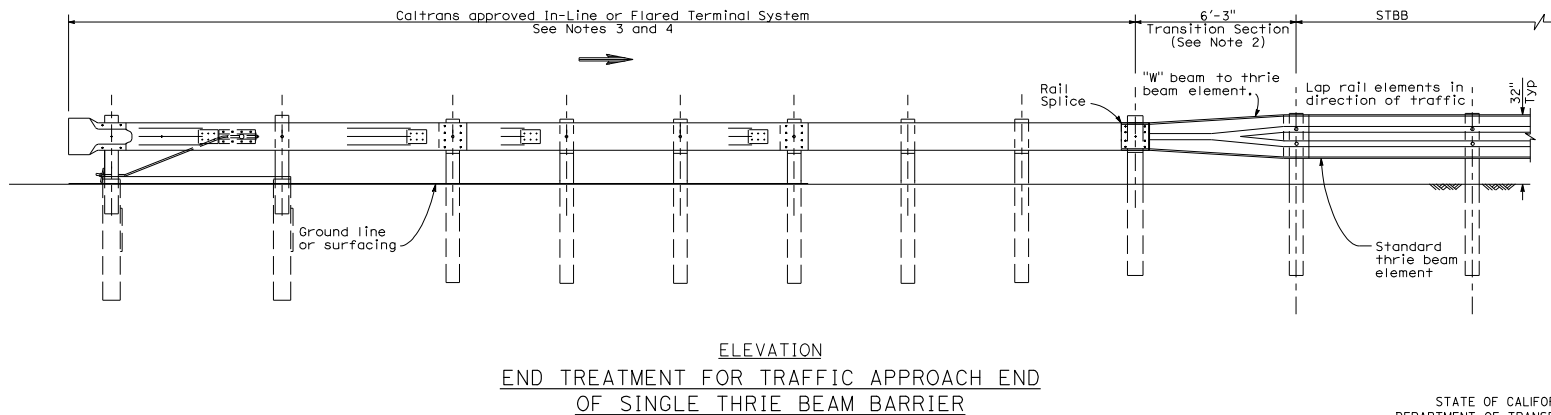 Caltrans approved In-Line or Flared Terminal System
See Notes 3 and 4
6'-3"
Transition Section
(See Note 2)
STBB
"W" beam to thrie
beam element.
Rail
Splice
Lap rail elements in
direction of traffic
32"
Typ
Ground line
or surfacing
Standard
thrie beam
element
ELEVATION
END TREATMENT FOR TRAFFIC APPROACH END
OF SINGLE THRIE BEAM BARRIER
STATE OF CALIFOR